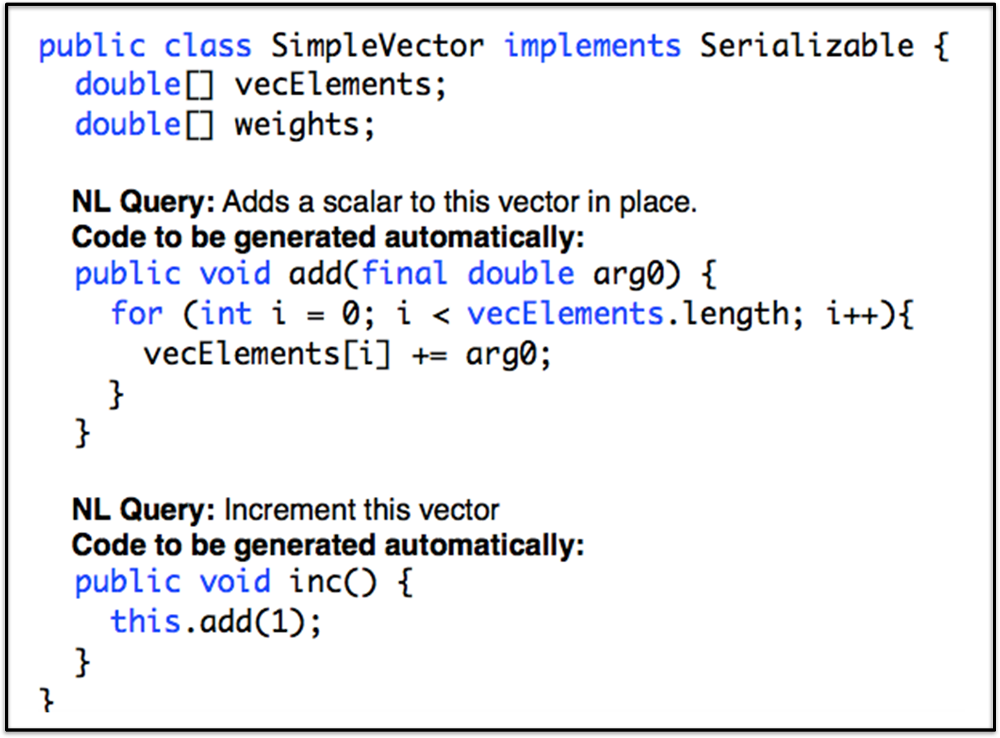 public class SimpleVector implements Serializable {
double[] vecElements;
double[] weights;
NL Query: Adds a scalar to this vector in place.
Code to be generated automatically:
public void add(final double arg0) {
for (int i = 0; i < vecElements.length; i++){
vecElements[i] += arg0;
}
}
NL Query: Increment this vector
Code to be generated automatically:
public void inc() {
this.add(1);
}
}